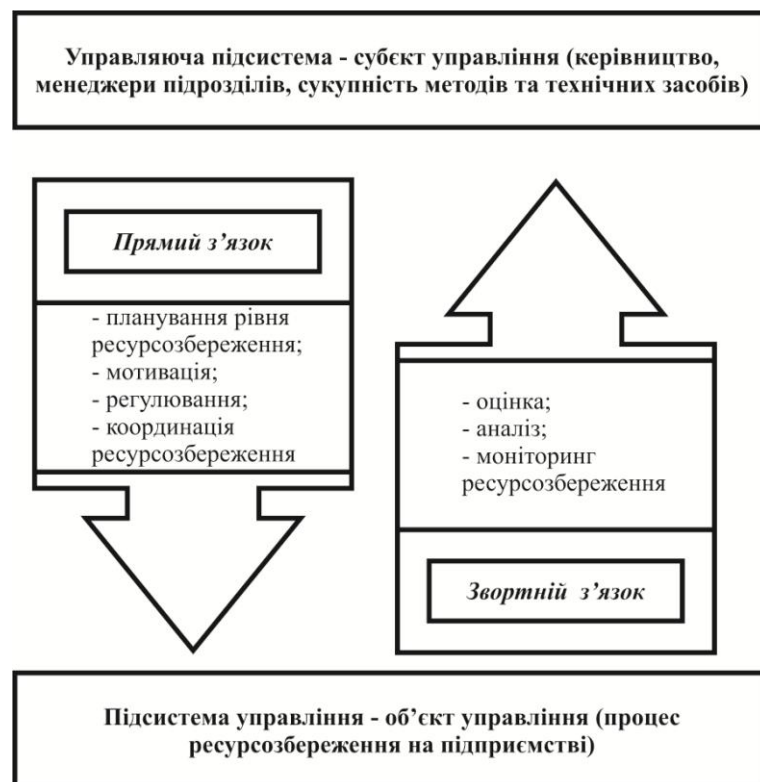 Управляюча підсистема - субєкт управління (керівництво,
менеджери підрозділів, сукупність методів та технічних засобів)
Прямий з’язок
- планування рівня
ресурсозбереження;
- мотивація;
- регулювання;
- координація
ресурсозбереження
- оцінка;
- аналіз;
- моніторинг
ресурсозбереження
Звортній з’язок
Підсистема управління - об’єкт управління (процес
ресурсозбереження на підприємстві)